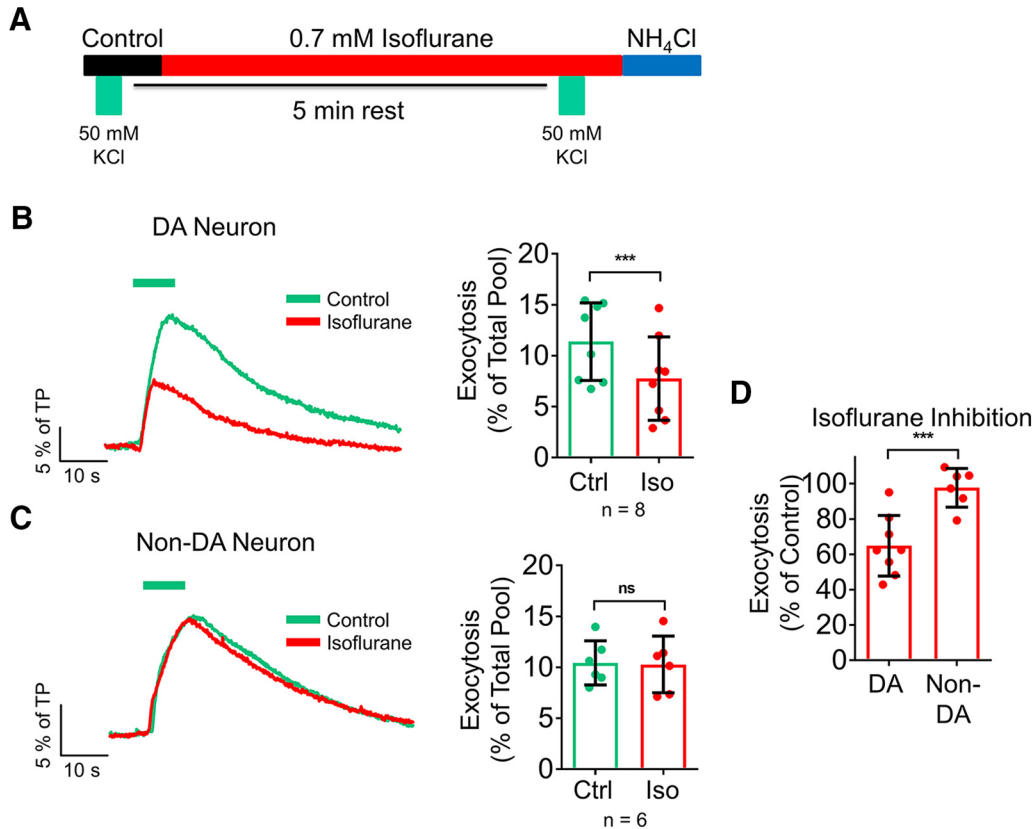 A
Control
0.7 mM Isoflurane
NH4Cl
5 min rest
50 mM
KCl
50 mM
KCl
B
DA Neuron
Control
Isoflurane
5 % of TP
10 s
Exocytosis
(% of Total Pool)
20
15
10
5
0
***
Ctrl
Iso
n = 8
C
Non-DA Neuron
Control
Isoflurane
5 % of TP
10 s
Exocytosis
(% of Total Pool)
20
15
10
5
0
ns
Ctrl
Iso
n = 6
D
Isoflurane Inhibition
***
Exocytosis
(% of Control)
100
80
60
40
20
0
DA
Non-
DA